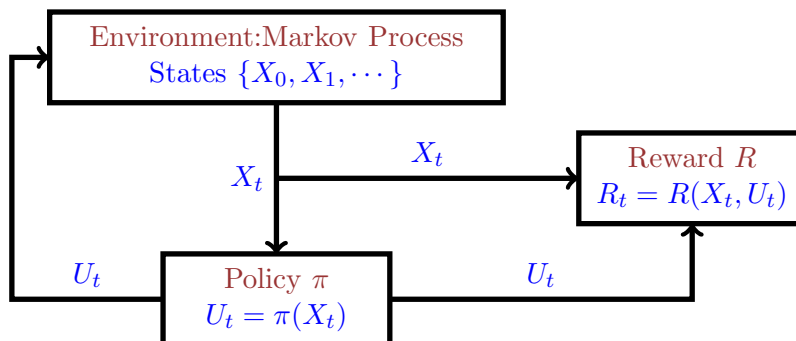 Environment:Markov Process
States {X_0, X_1, ⋯}
X_t
X_t
Reward R
R_t = R(X_t, U_t)
U_t
Policy π
U_t = π(X_t)
U_t